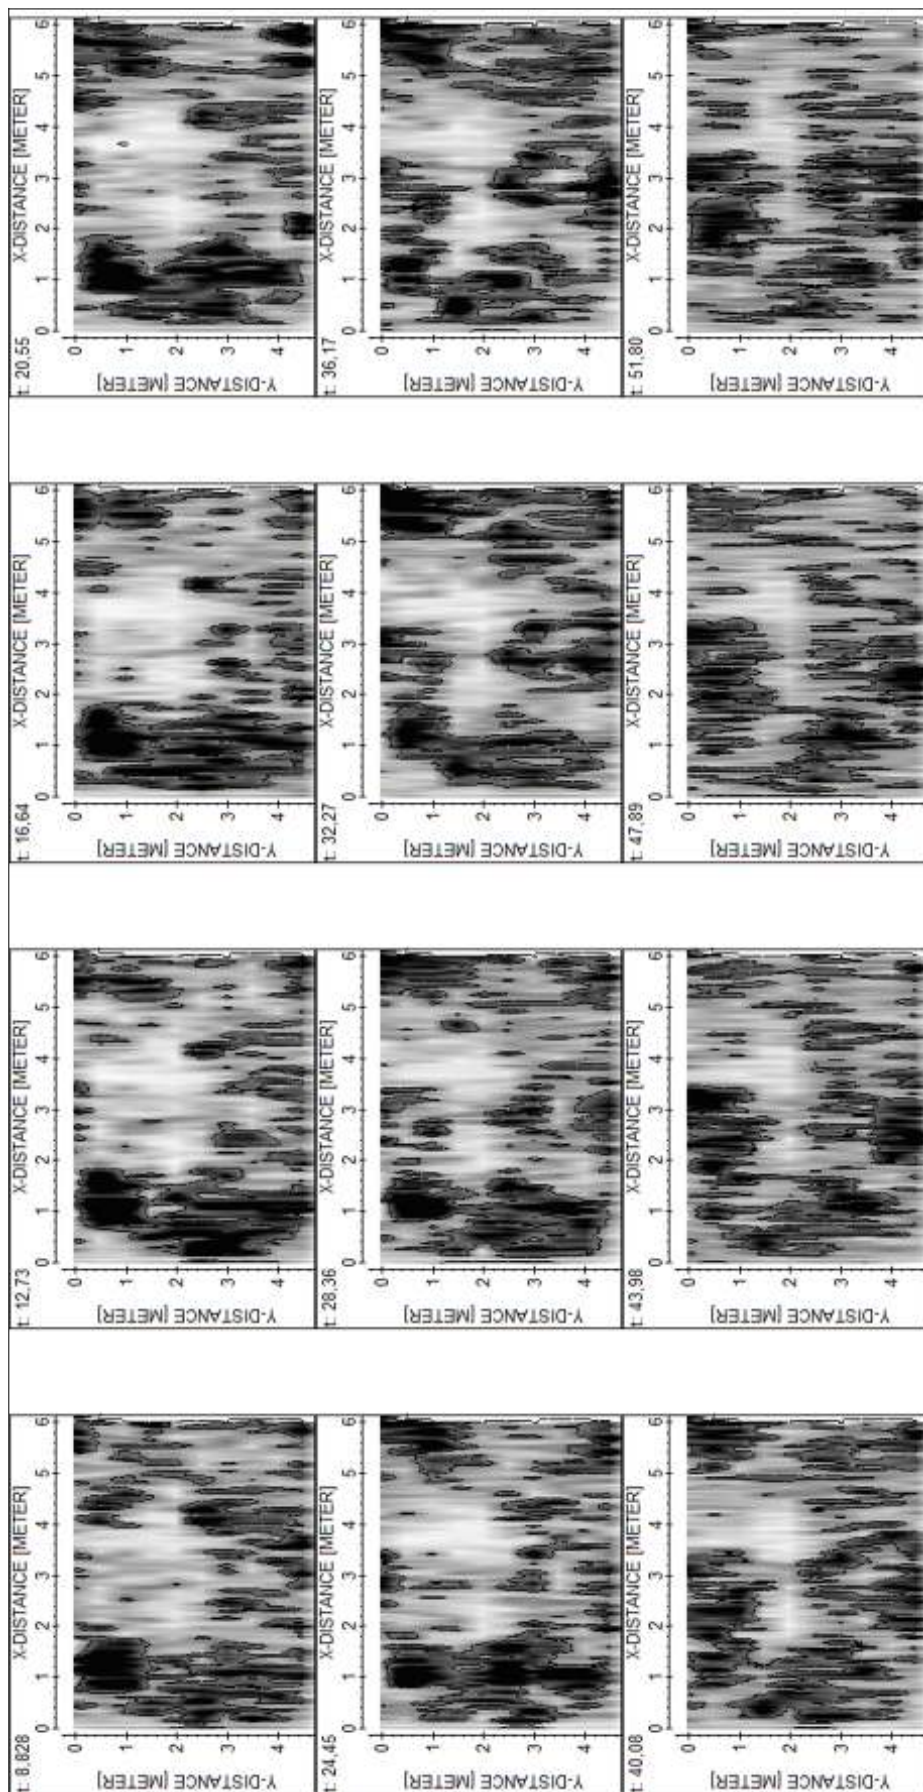 t: 8,828 X-DISTANCE [METER]
0 1 2 3 4 5 6
0
1
2
3
4
Y-DISTANCE [METER]
t: 12,73 X-DISTANCE [METER]
0 1 2 3 4 5 6
0
1
2
3
4
Y-DISTANCE [METER]
t: 16,64 X-DISTANCE [METER]
0 1 2 3 4 5 6
0
1
2
3
4
Y-DISTANCE [METER]
t: 20,55 X-DISTANCE [METER]
0 1 2 3 4 5 6
0
1
2
3
4
Y-DISTANCE [METER]
t: 24,45 X-DISTANCE [METER]
0 1 2 3 4 5 6
0
1
2
3
4
Y-DISTANCE [METER]
t: 28,36 X-DISTANCE [METER]
0 1 2 3 4 5 6
0
1
2
3
4
Y-DISTANCE [METER]
t: 32,27 X-DISTANCE [METER]
0 1 2 3 4 5 6
0
1
2
3
4
Y-DISTANCE [METER]
t: 36,17 X-DISTANCE [METER]
0 1 2 3 4 5 6
0
1
2
3
4
Y-DISTANCE [METER]
t: 40,08 X-DISTANCE [METER]
0 1 2 3 4 5 6
0
1
2
3
4
Y-DISTANCE [METER]
t: 43,98 X-DISTANCE [METER]
0 1 2 3 4 5 6
0
1
2
3
4
Y-DISTANCE [METER]
t: 47,89 X-DISTANCE [METER]
0 1 2 3 4 5 6
0
1
2
3
4
Y-DISTANCE [METER]
t: 51,80 X-DISTANCE [METER]
0 1 2 3 4 5 6
0
1
2
3
4
Y-DISTANCE [METER]